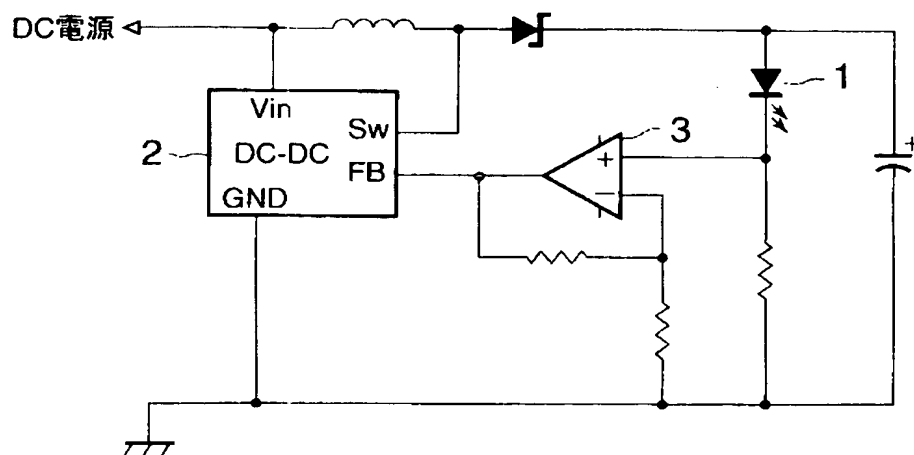 DC電源
Vin
Sw
2
DC-DC
FB
GND
3
1
+
−
+